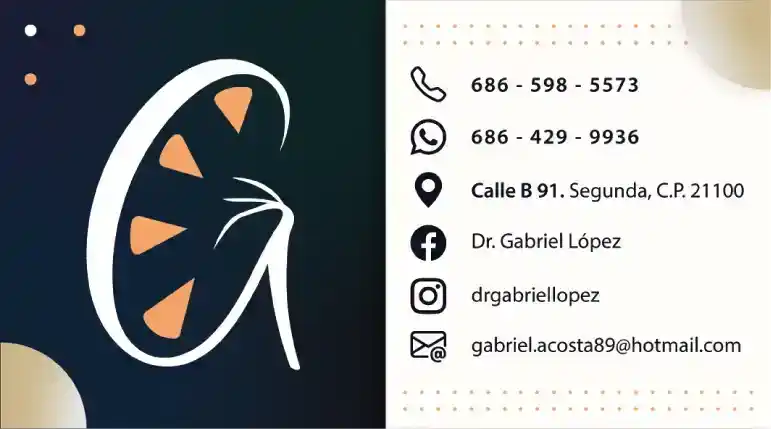 686 - 598 - 5573
686 - 429 - 9936
Calle B 91. Segunda, C.P. 21100
Dr. Gabriel López
drgabriellopez
gabriel.acosta89@hotmail.com